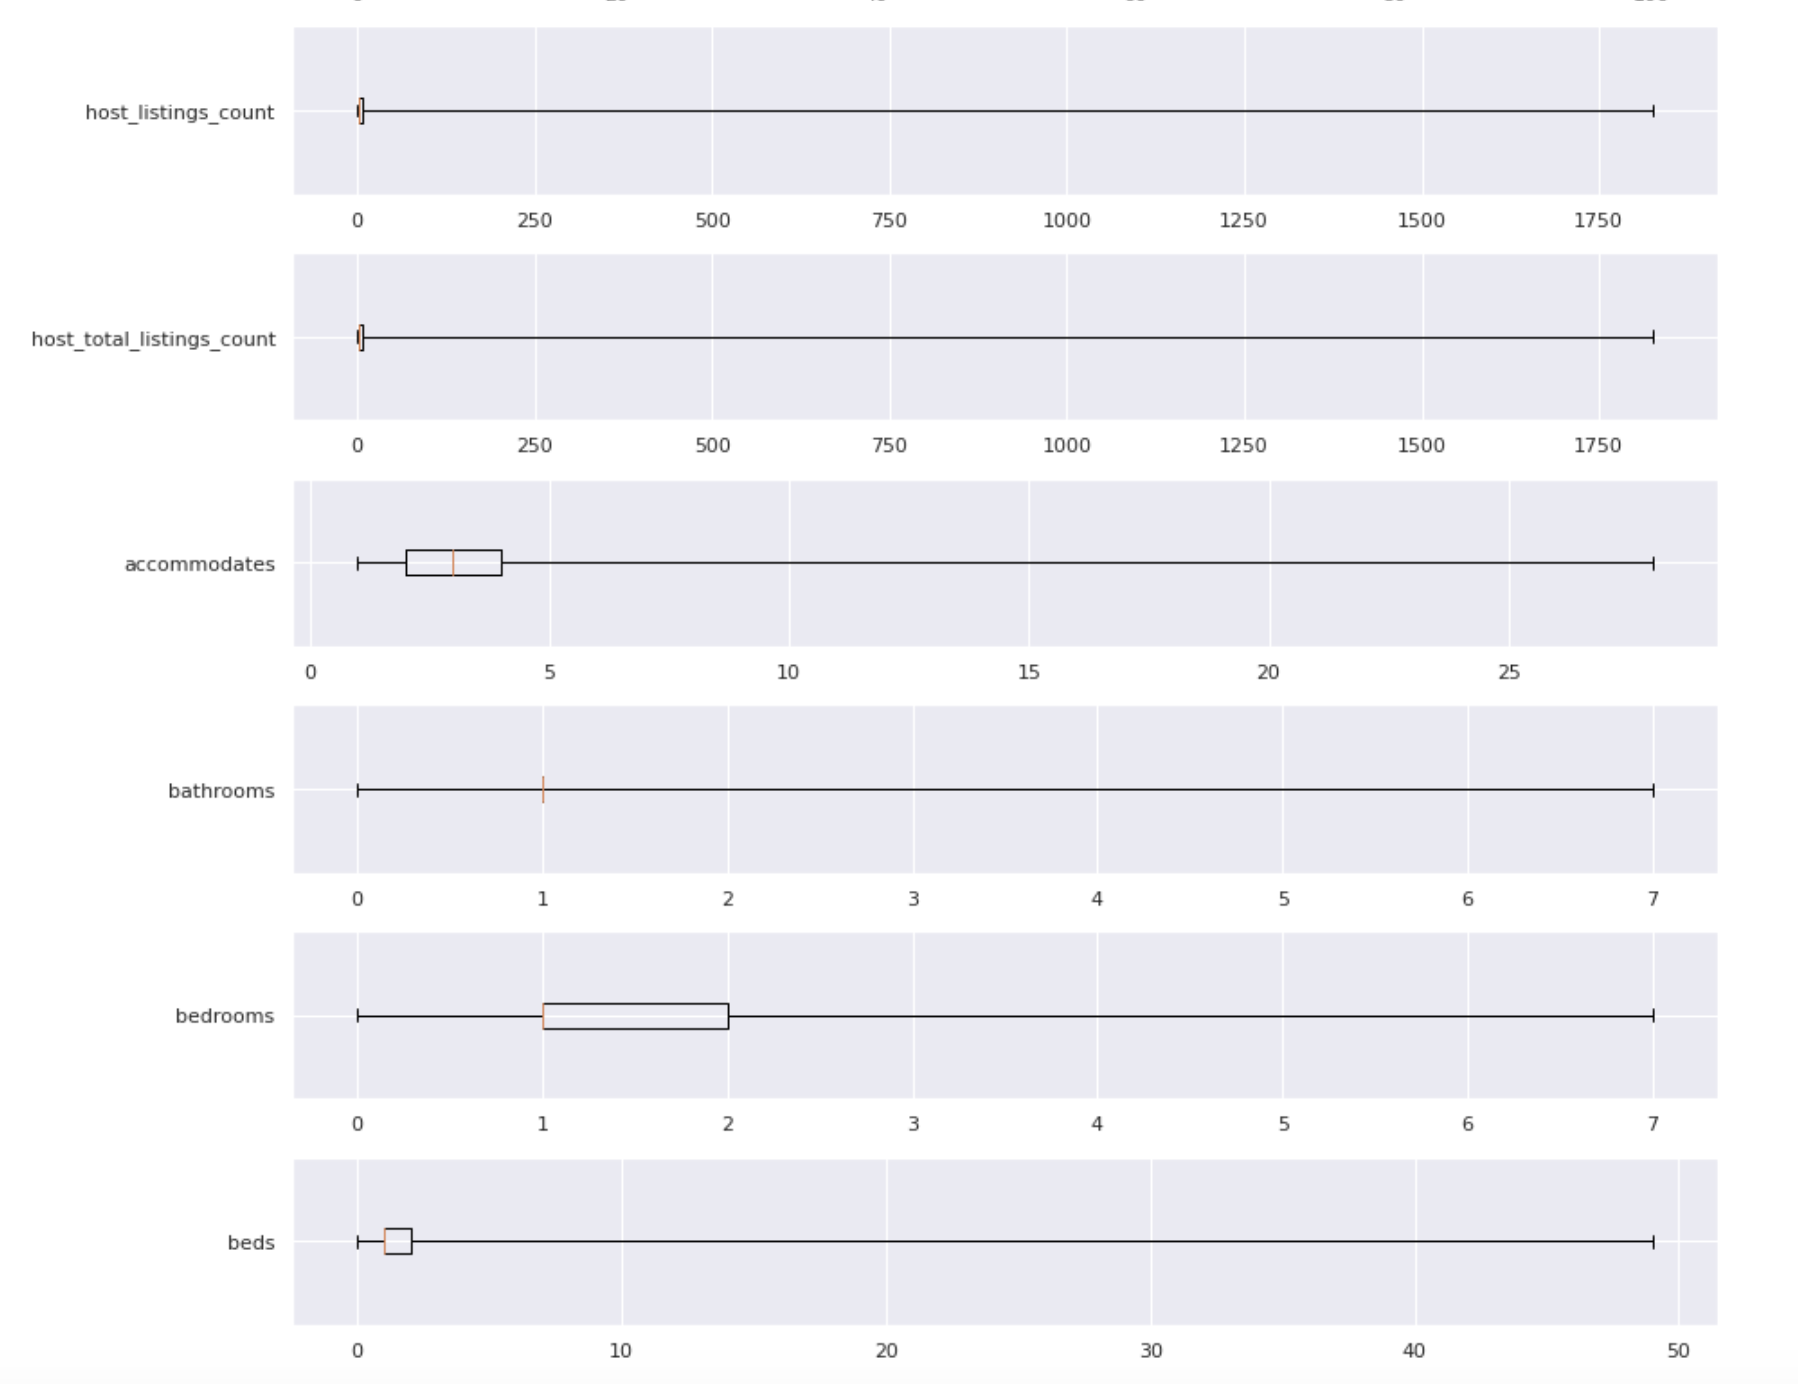 host_listings_count
0 250 500 750 1000 1250 1500 1750
host_total_listings_count
0 250 500 750 1000 1250 1500 1750
accommodates
0 5 10 15 20 25
bathrooms
0 1 2 3 4 5 6 7
bedrooms
0 1 2 3 4 5 6 7
beds
0 10 20 30 40 50